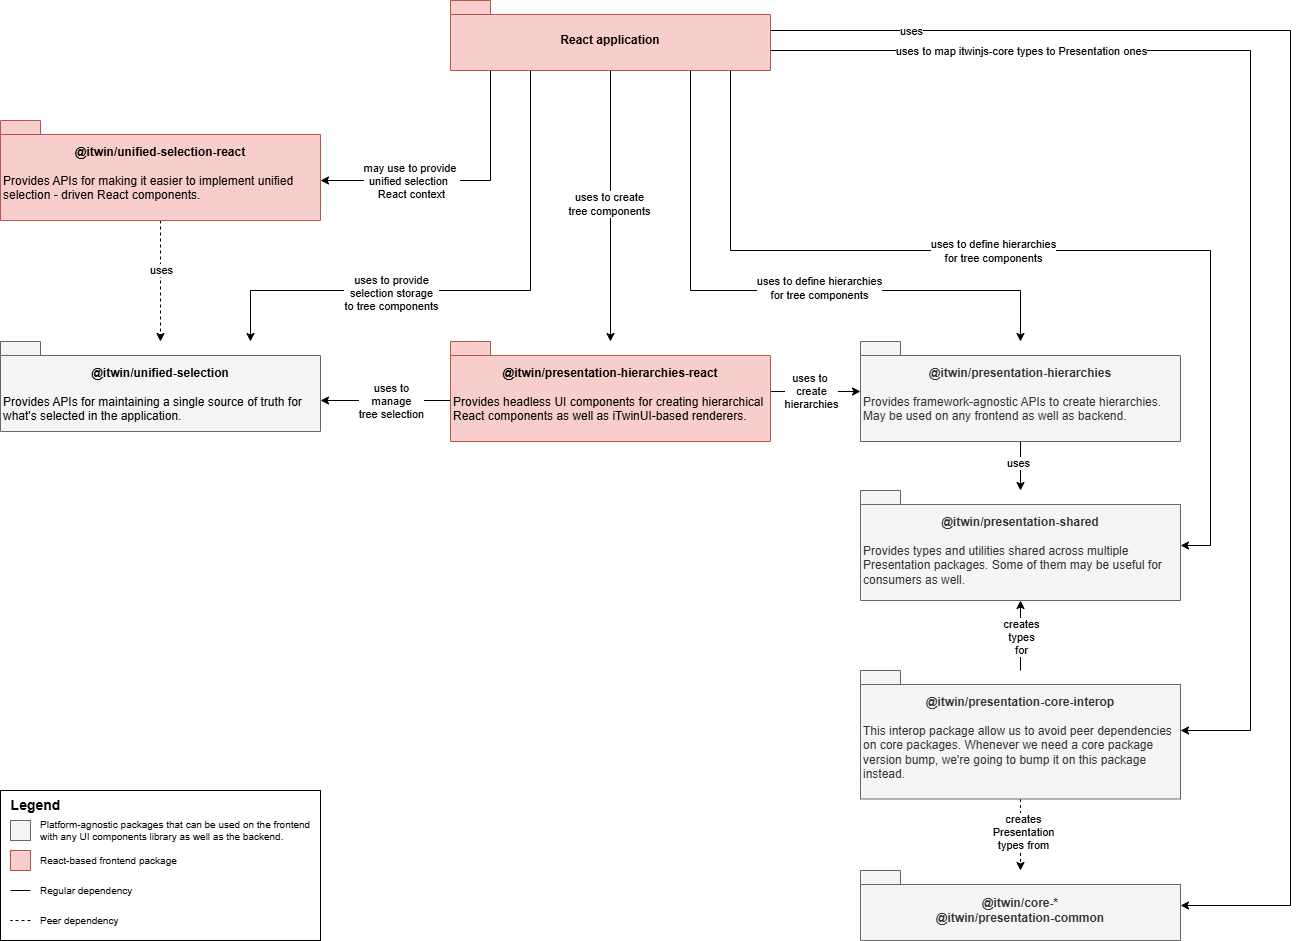 React application
uses
uses to map itwinjs-core types to Presentation ones
@itwin/unified-selection-react
Provides APIs for making it easier to implement unified
selection - driven React components.
may use to provide
unified selection
React context
uses to create
tree components
uses to define hierarchies
for tree components
uses
uses to provide
selection storage
to tree components
uses to define hierarchies
for tree components
@itwin/unified-selection
Provides APIs for maintaining a single source of truth for
what's selected in the application.
uses to
manage
tree selection
@itwin/presentation-hierarchies-react
Provides headless UI components for creating hierarchical
React components as well as iTwinUI-based renderers.
uses to
create
hierarchies
@itwin/presentation-hierarchies
Provides framework-agnostic APIs to create hierarchies.
May be used on any frontend as well as backend.
uses
@itwin/presentation-shared
Provides types and utilities shared across multiple
Presentation packages. Some of them may be useful for
consumers as well.
creates
types
for
@itwin/presentation-core-interop
This interop package allow us to avoid peer dependencies
on core packages. Whenever we need a core package
version bump, we're going to bump it on this package
instead.
creates
Presentation
types from
@itwin/core-*
@itwin/presentation-common
Legend
Platform-agnostic packages that can be used on the frontend
with any UI components library as well as the backend.
React-based frontend package
Regular dependency
Peer dependency